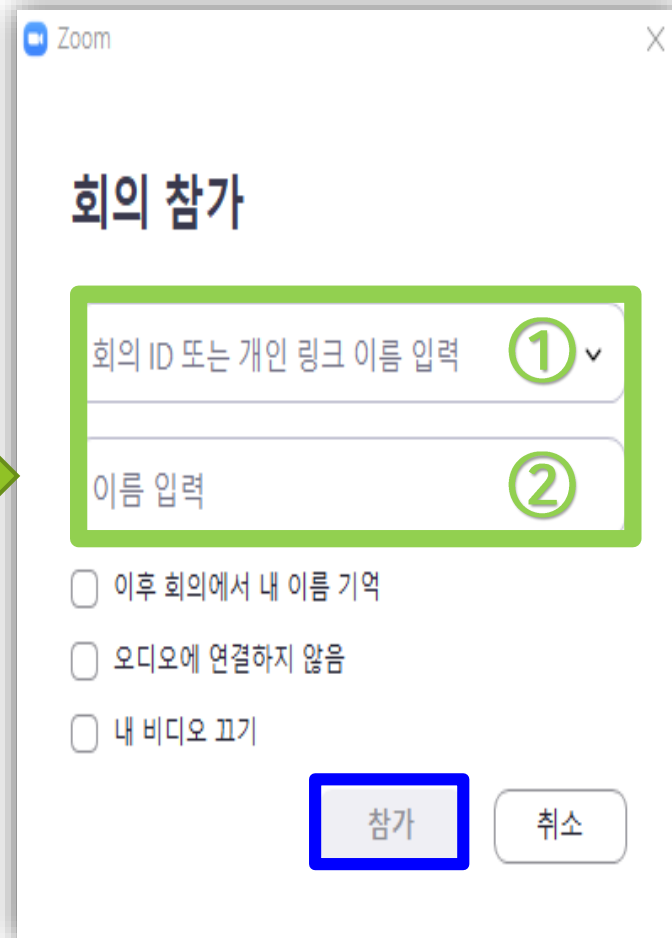 Zoom
회의 참가
회의 ID 또는 개인 링크 이름 입력 ①
이름 입력 ②
이후 회의에서 내 이름 기억
오디오에 연결하지 않음
내 비디오 끄기
참가 취소